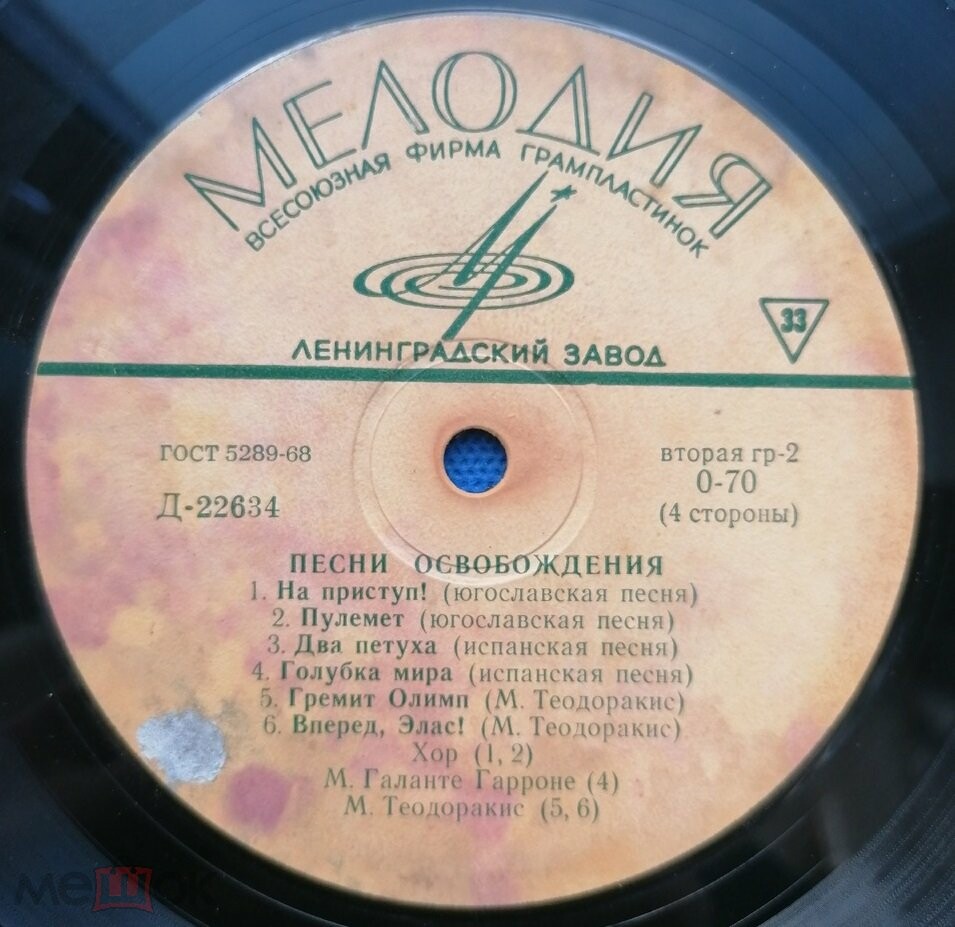 МЕЛОДИЯ
ВСЕСОЮЗНАЯ ФИРМА ГРАМПЛАСТИНОК
33
ЛЕНИНГРАДСКИЙ ЗАВОД
ГОСТ 5289-68
Д-22634
вторая гр-2
0-70
(4 стороны)
ПЕСНИ ОСВОБОЖДЕНИЯ
1. На приступ! (югославская песня)
2. Пулемет (югославская песня)
3. Два петуха (испанская песня)
4. Голубка мира (испанская песня)
5. Гремит Олимп (М. Теодоракис)
6. Вперед, Элас! (М. Теодоракис)
Хор (1, 2)
М. Галанте Гарроне (4)
М. Теодоракис (5, 6)
мешок